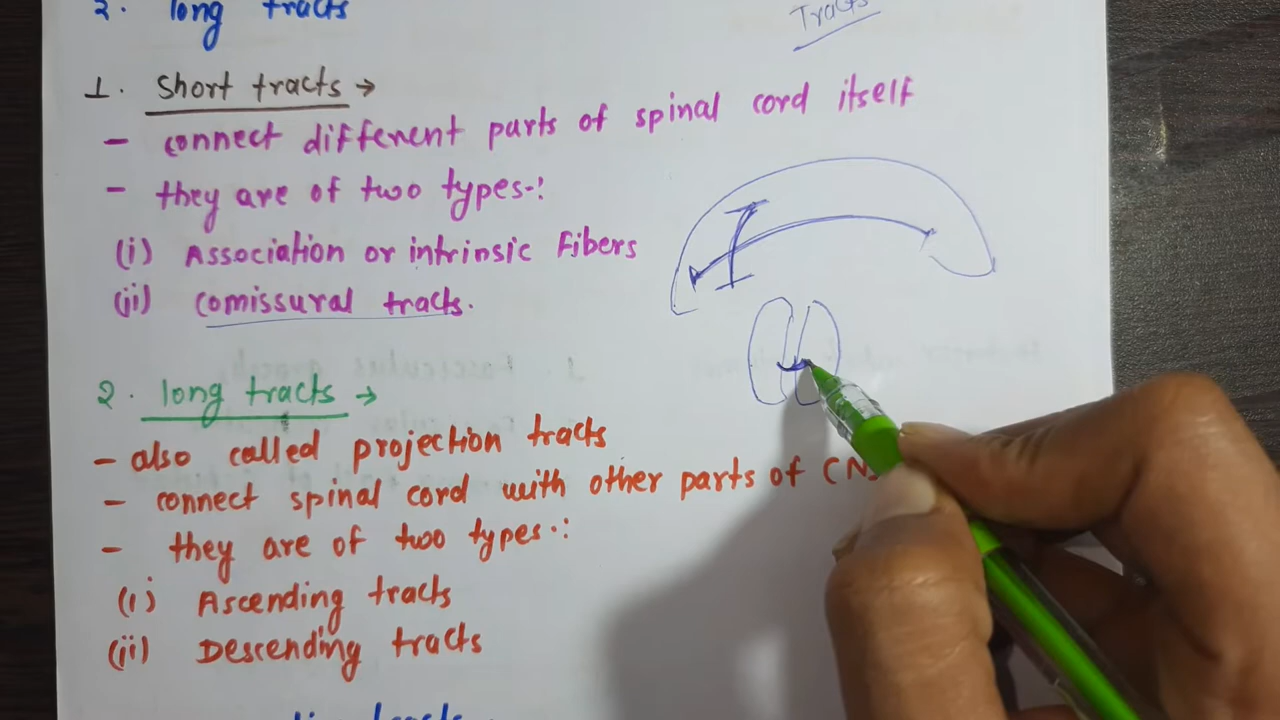 2. long tracts
Tracts
1. Short tracts →
- connect different parts of spinal cord itself
- they are of two types-:
(i) Association or intrinsic Fibers
(ii) Comissural tracts.
2. long tracts →
- also called projection tracts
- connect spinal cord with other parts of CNS
- they are of two types-:
(i) Ascending tracts
(ii) Descending tracts
tracts